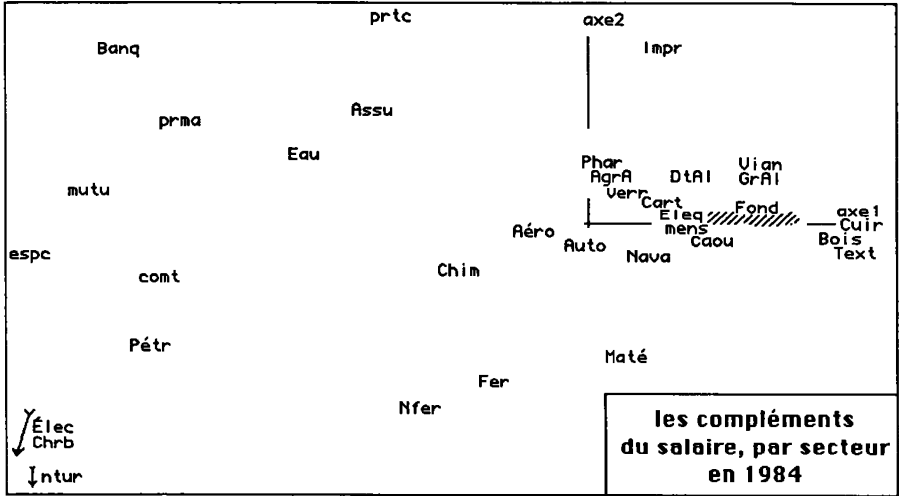 prtc
axe2
Banq
Impr
Assu
prma
Eau
Phar
Vian
AgrA
DtAl
GrAl
mutu
Verr
Cart
Fond
Eleq
axe1
mens
Cuir
Aéro
Caou
Bois
Auto
Text
espc
Nava
Chim
comt
Pétr
Maté
Fer
Nfer
Élec
Chrb
ntur
les compléments
du salaire, par secteur
en 1984